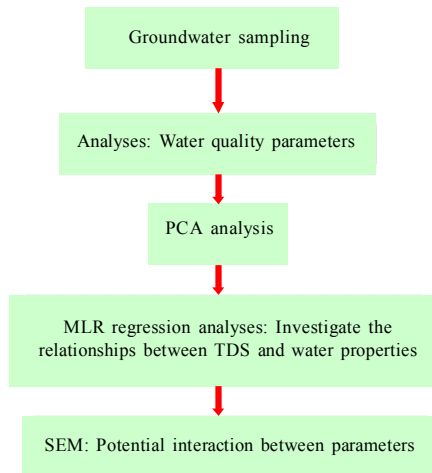 Groundwater sampling
Analyses: Water quality parameters
PCA analysis
MLR regression analyses: Investigate the
relationships between TDS and water properties
SEM: Potential interaction between parameters